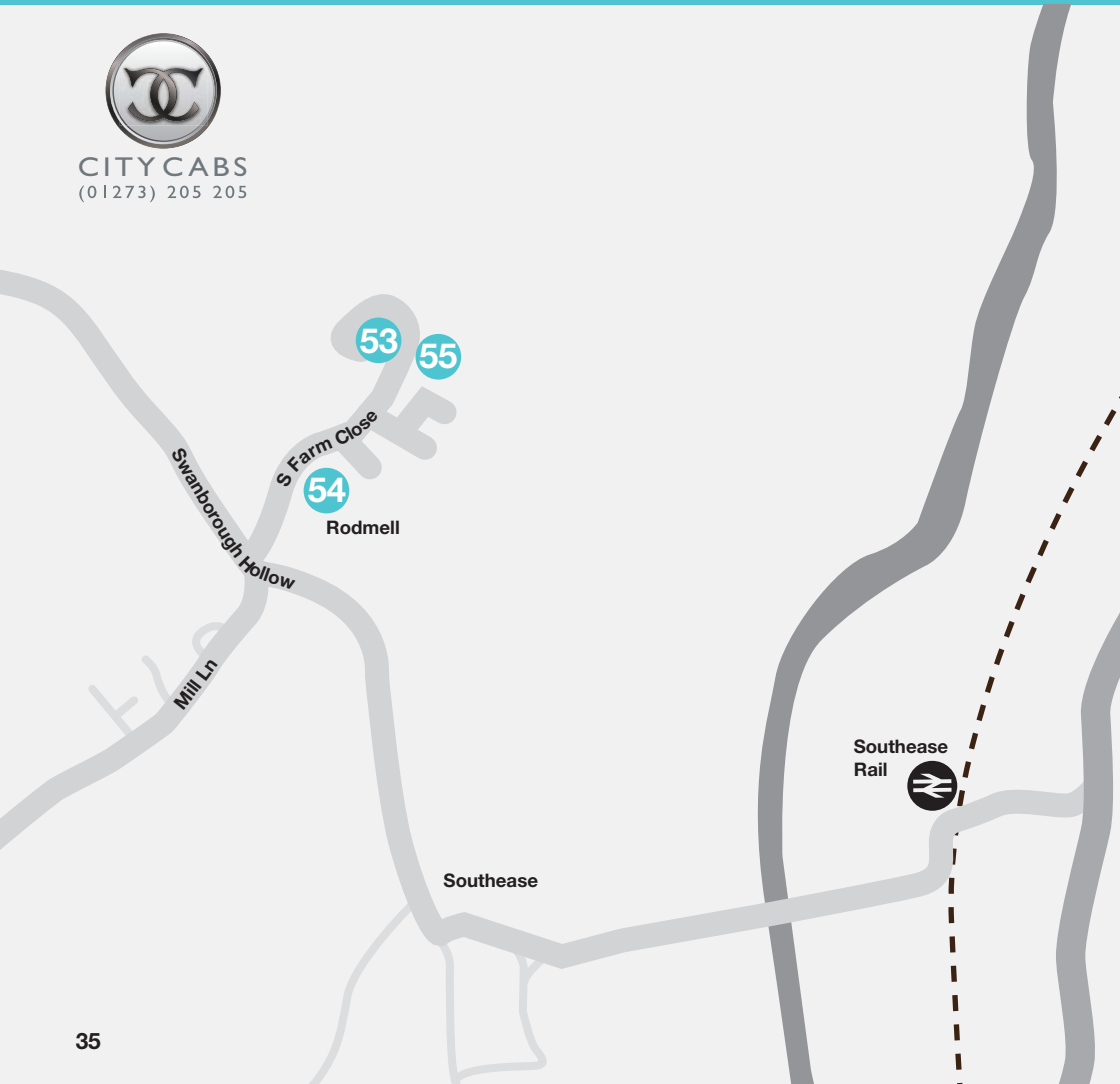 CITY CABS
(01273) 205 205
53
55
S Farm Close
Swanborough Hollow
54
Rodmell
Mill Ln
Southease
Rail
Southease
35